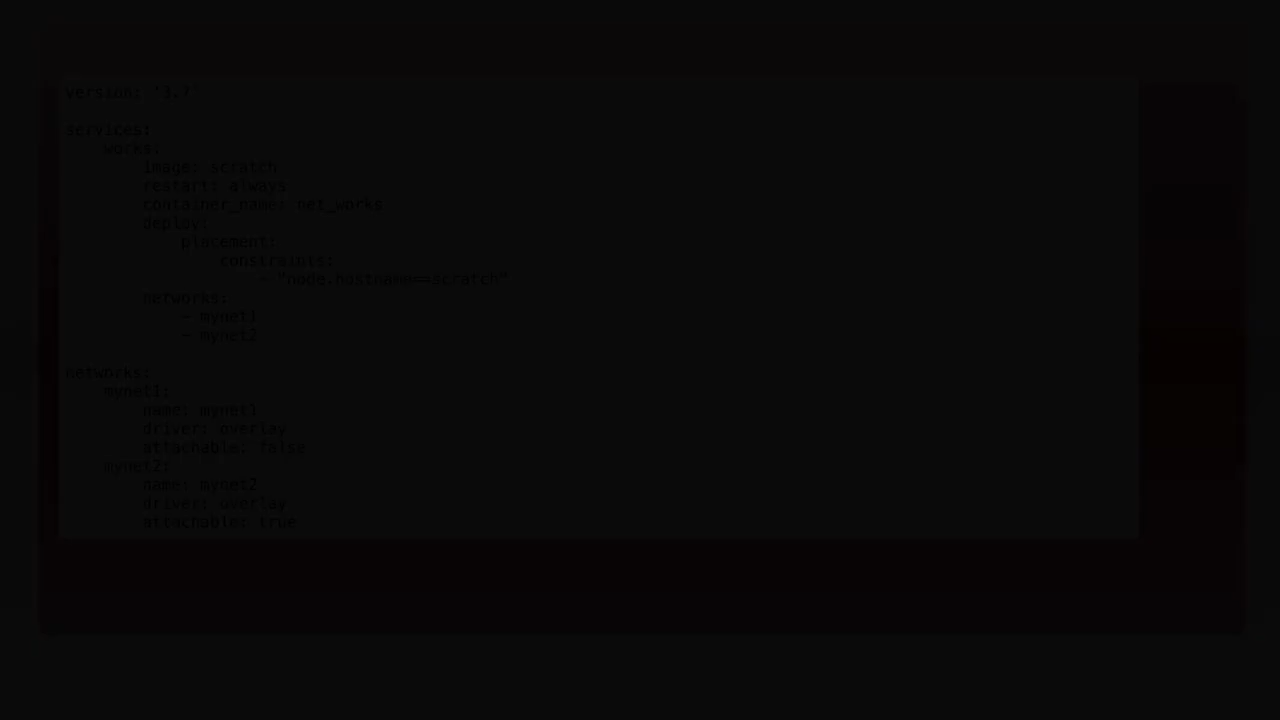 version: '3.7'
services:
works:
image: scratch
restart: always
container_name: net_works
deploy:
placement:
constraints:
- "node.hostname==scratch"
networks:
- mynet1
- mynet2
networks:
mynet1:
name: mynet1
driver: overlay
attachable: false
mynet2:
name: mynet2
driver: overlay
attachable: true